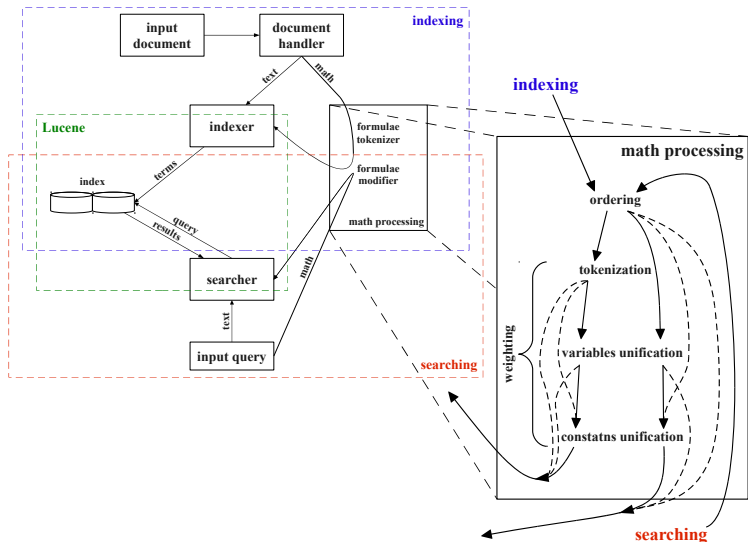 input
document
document
handler
indexing
text
math
indexing
Lucene
indexer
formulae
tokenizer
math processing
terms
formulae
modifier
index
ordering
query
results
math processing
searcher
math
tokenization
text
weighting
input query
searching
variables unification
constatns unification
searching